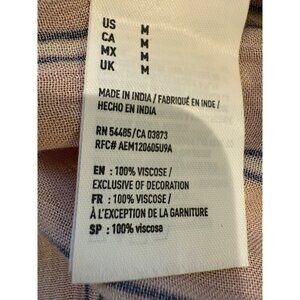 US M
CA M
MX M
UK M
MADE IN INDIA / FABRIQUÉ EN INDE /
HECHO EN INDIA
RN 54485/CA 03873
RFC# AEM120605U9A
EN : 100% VISCOSE /
EXCLUSIVE OF DECORATION
FR : 100% VISCOSE /
À L'EXCEPTION DE LA GARNITURE
SP : 100% viscosa